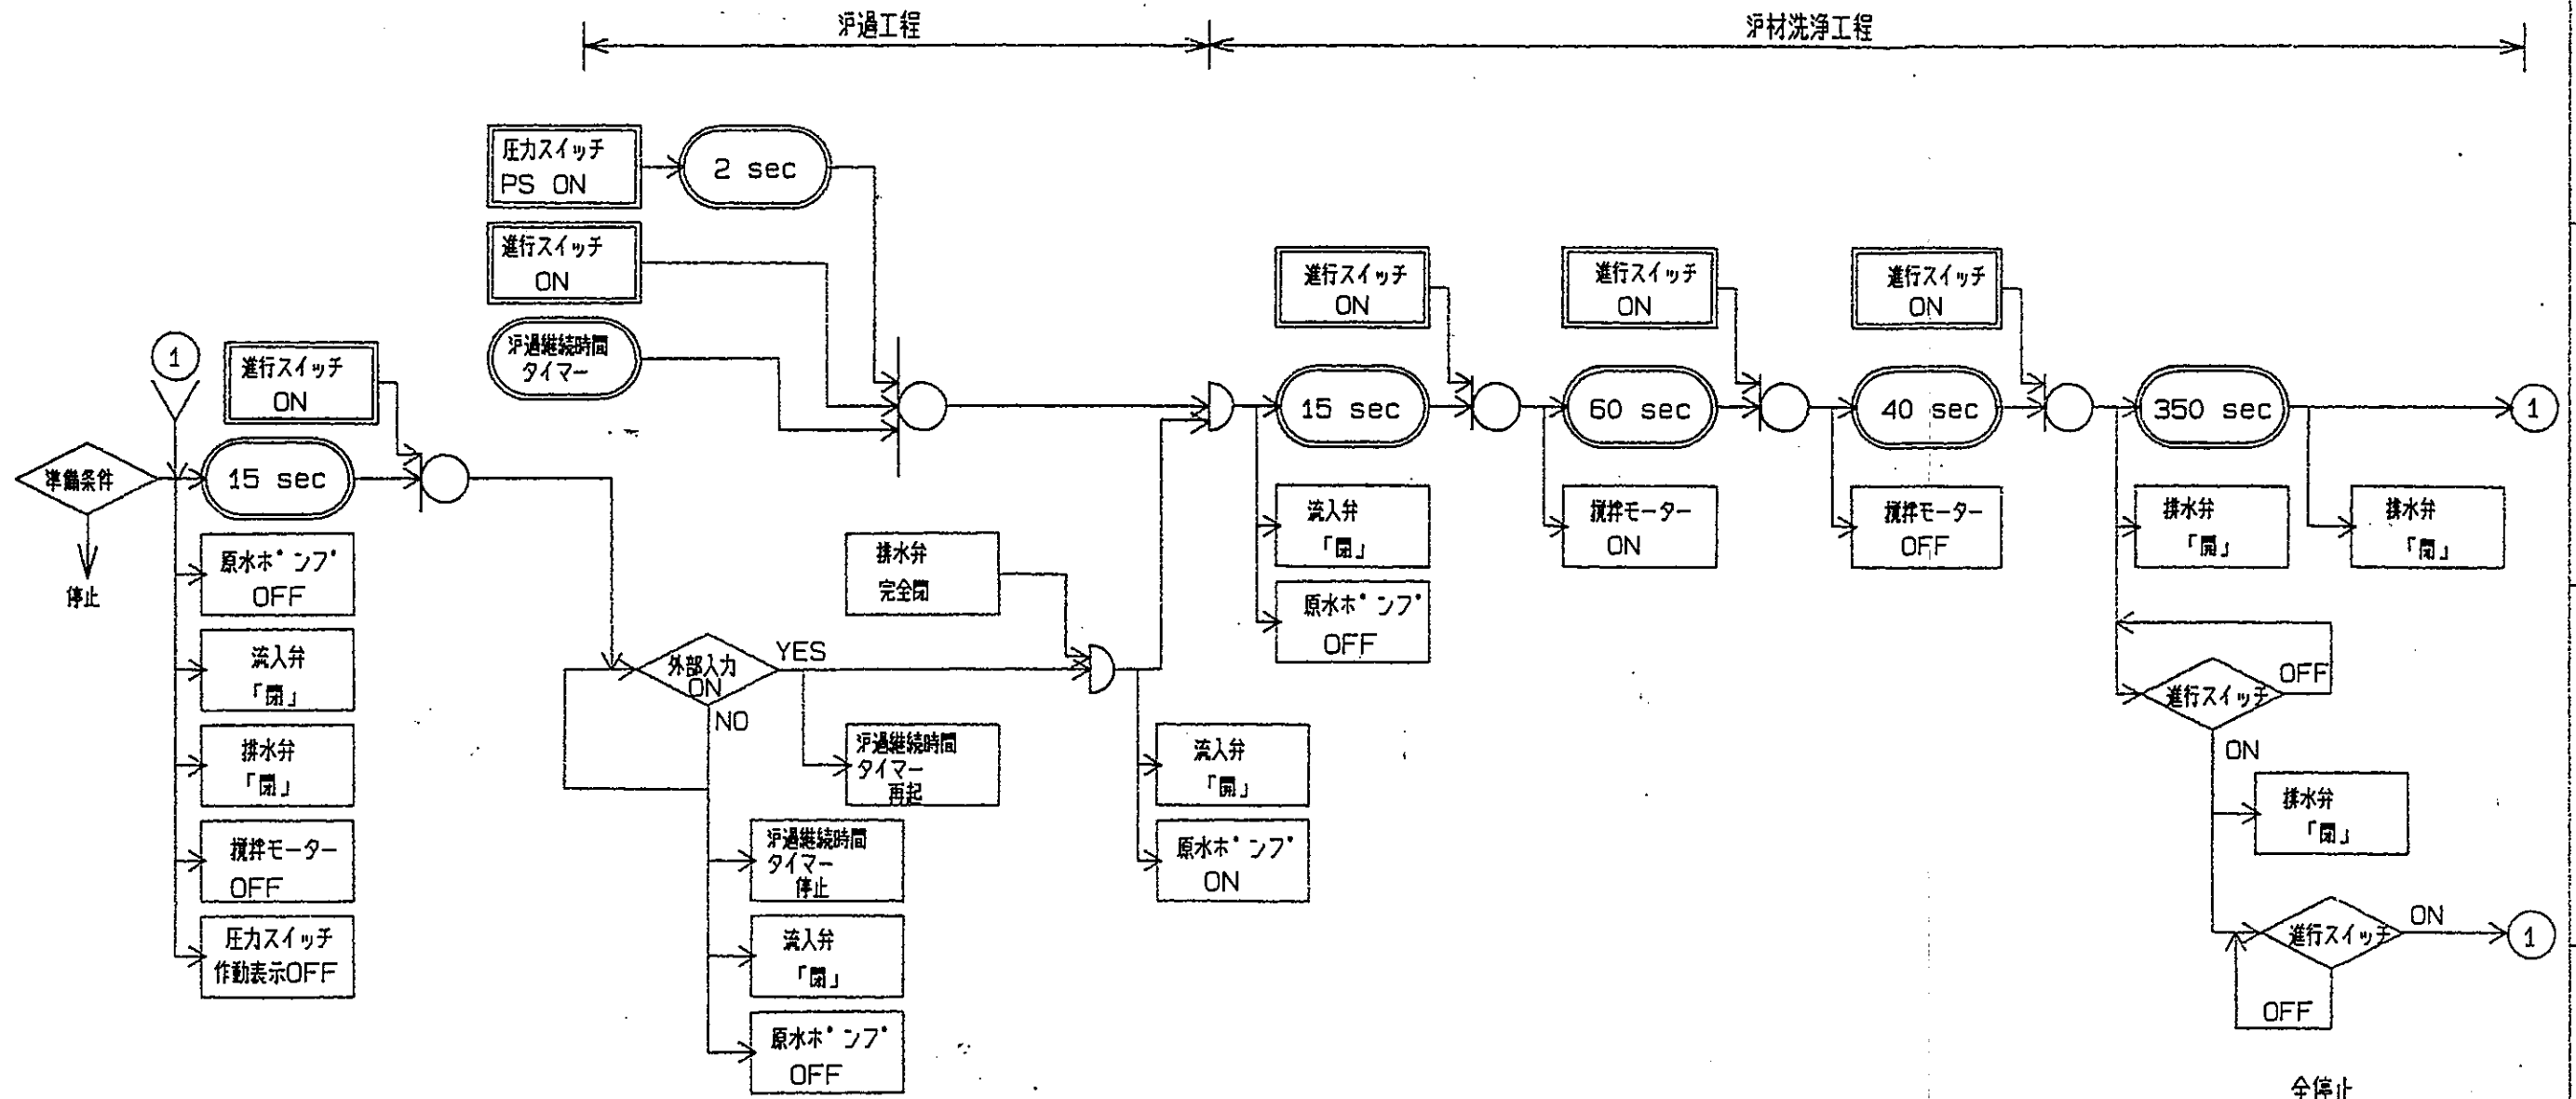 沪過工程
沪材洗浄工程
圧力スイッチ
PS ON
2 sec
進行スイッチ
ON
沪過継続時間
タイマー
1
進行スイッチ
ON
進行スイッチ
ON
進行スイッチ
ON
進行スイッチ
ON
準備条件
停止
15 sec
15 sec
60 sec
40 sec
350 sec
1
原水ポンプ
OFF
流入弁
「閉」
排水弁
「閉」
撹拌モーター
OFF
圧力スイッチ
作動表示OFF
外部入力
ON
YES
NO
排水弁
完全閉
沪過継続時間
タイマー
再起
沪過継続時間
タイマー
停止
流入弁
「閉」
原水ポンプ
OFF
流入弁
「開」
原水ポンプ
ON
流入弁
「閉」
原水ポンプ
OFF
撹拌モーター
ON
撹拌モーター
OFF
排水弁
「開」
排水弁
「閉」
進行スイッチ
OFF
ON
排水弁
「閉」
進行スイッチ
ON
OFF
1
全停止